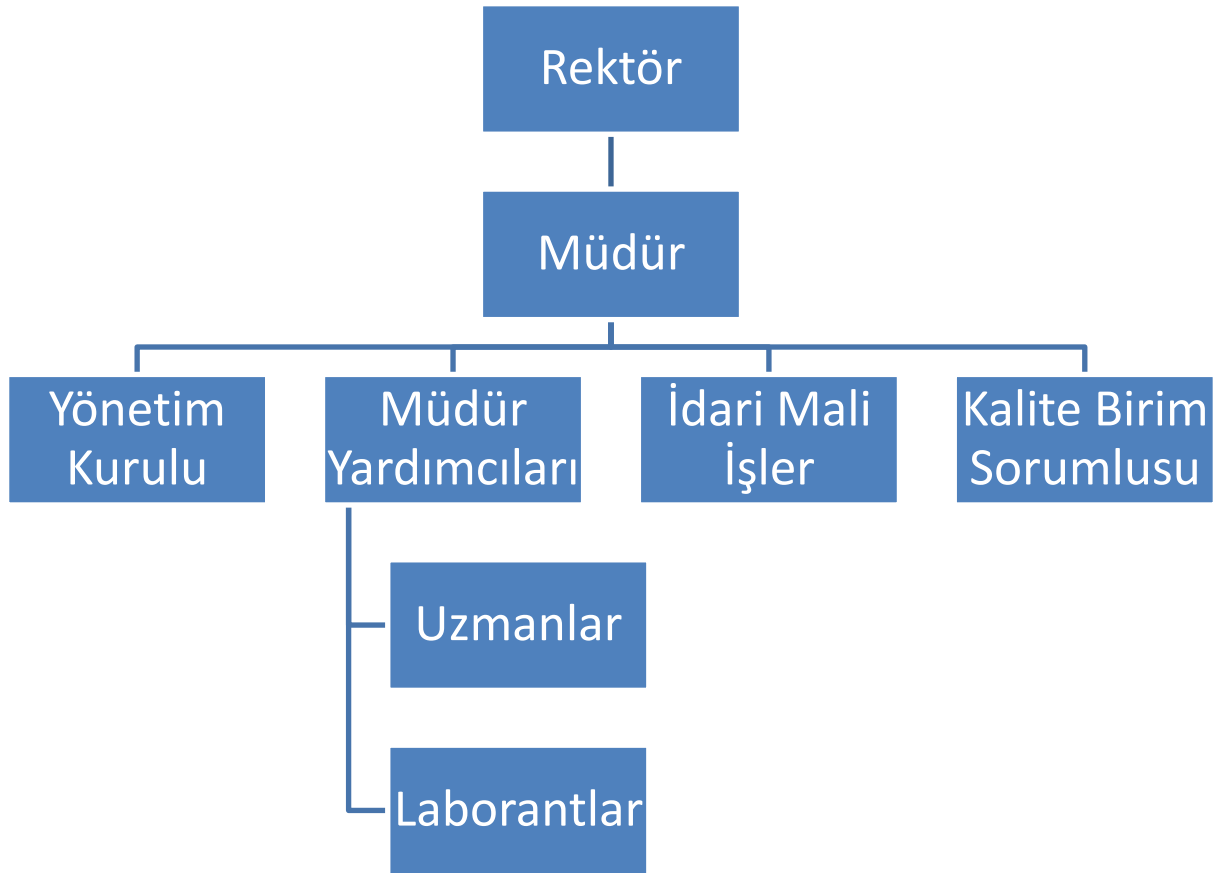 Rektör
Müdür
Yönetim
Kurulu
Müdür
Yardımcıları
İdari Mali
İşler
Kalite Birim
Sorumlusu
Uzmanlar
Laborantlar